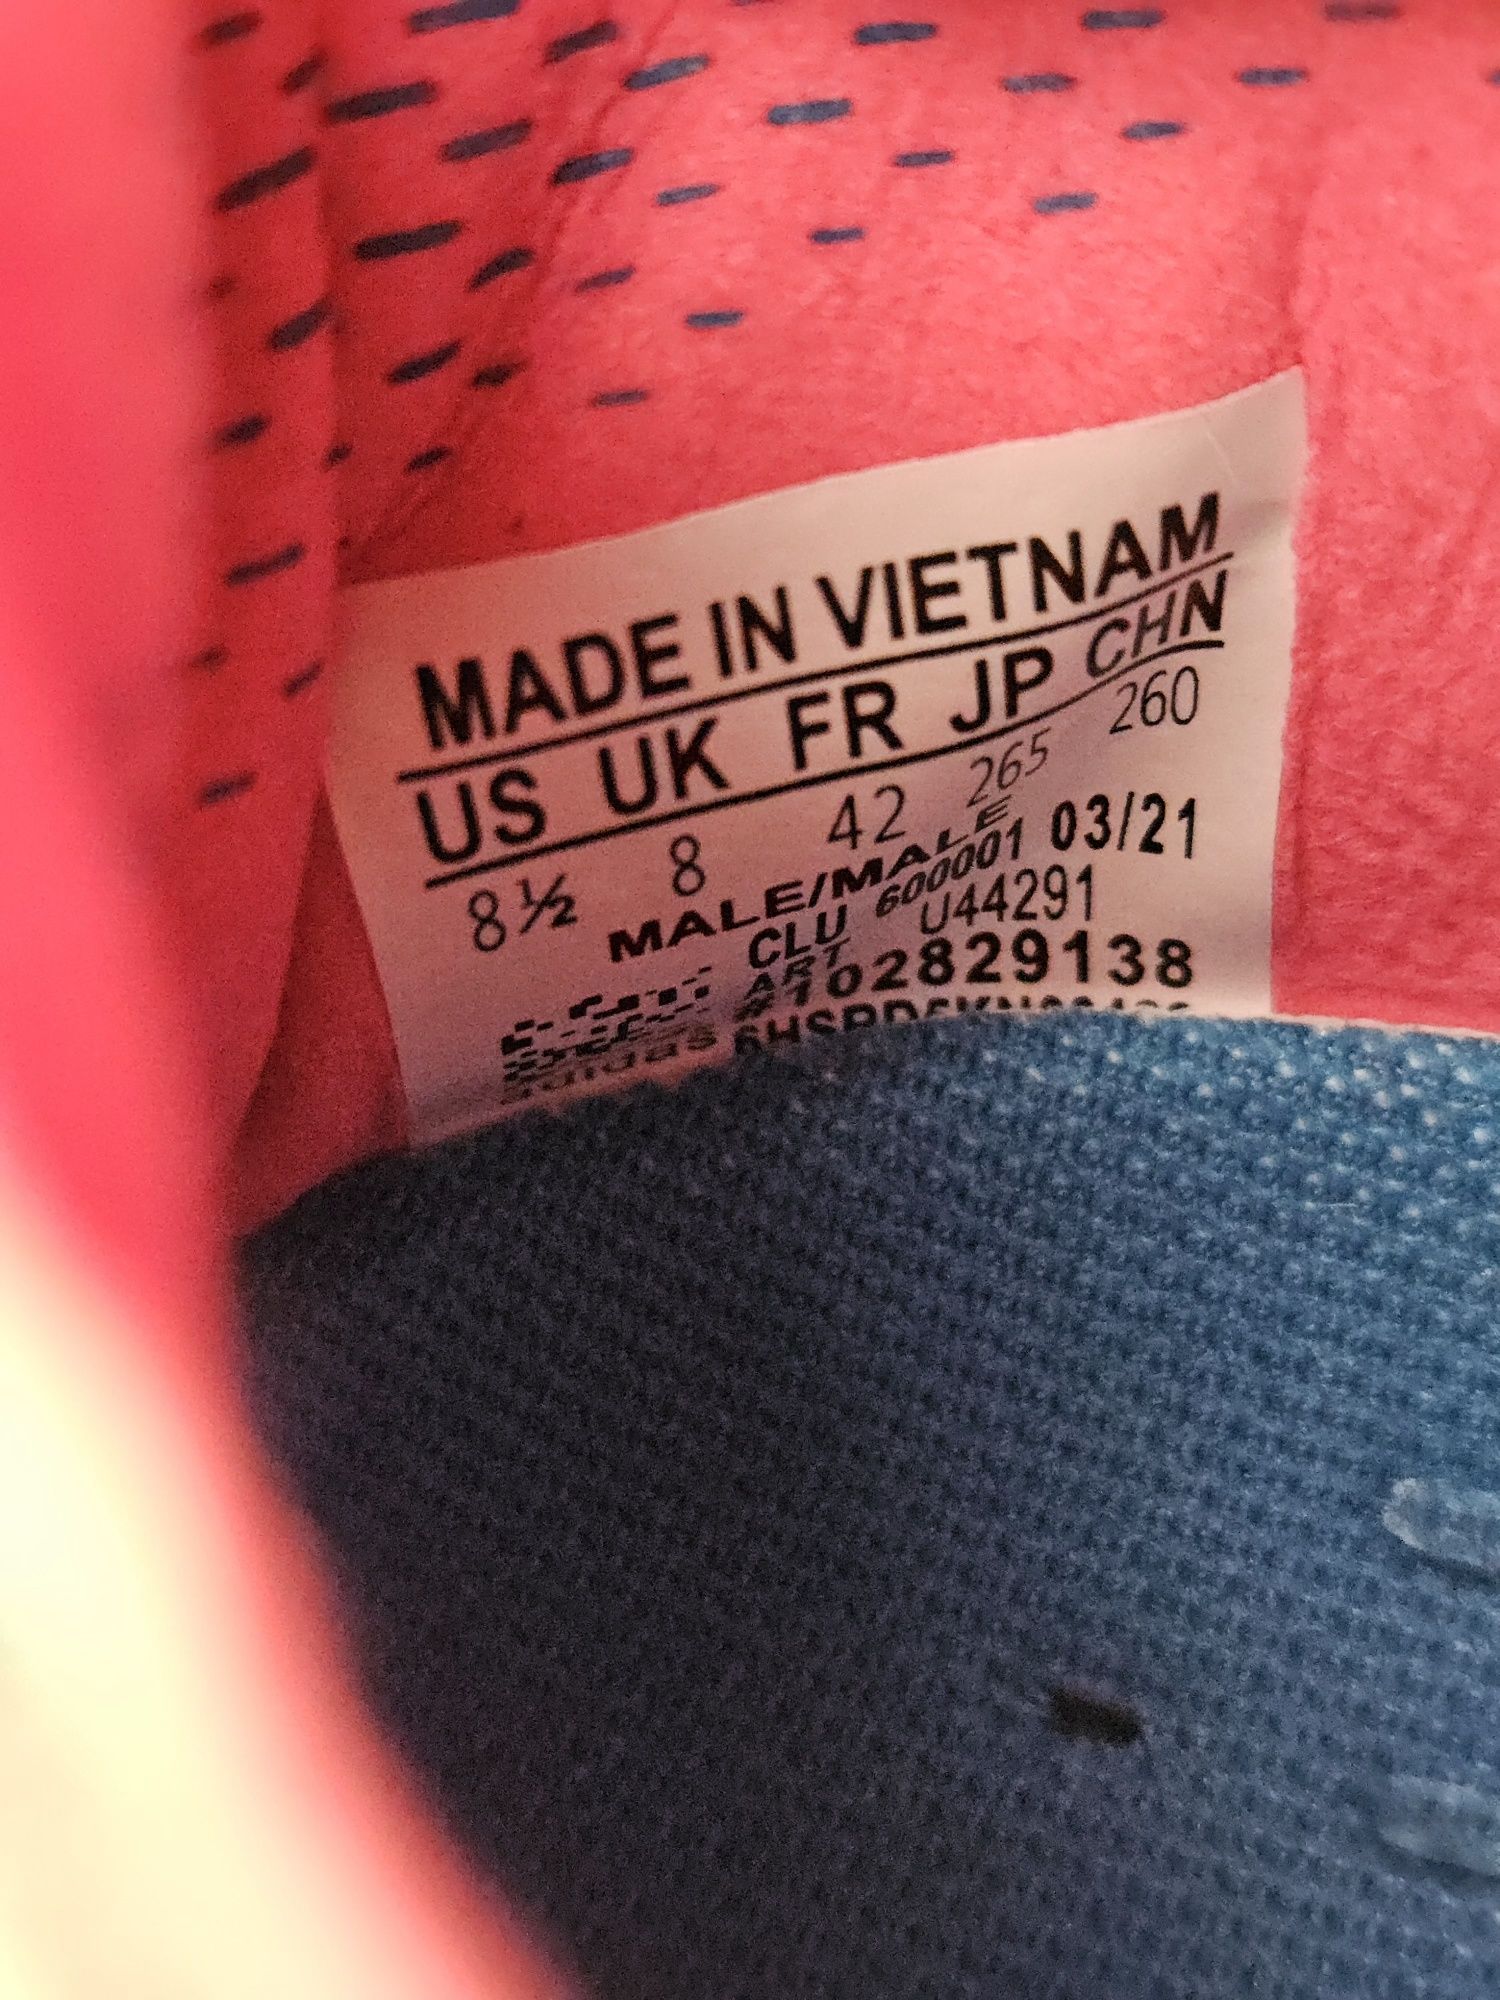 MADE IN VIETNAM
US UK FR JP CHN
8½ 8 42 265 260
MALE/MALE
CLU 600001 03/21
ART U44291
#102829138
adidas